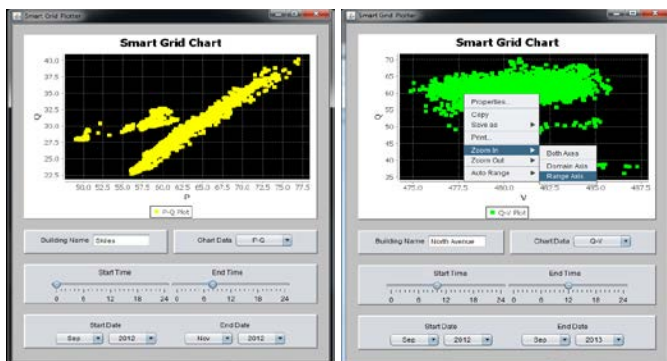 Smart Grid Plotter
Smart Grid Chart
Q
40.0
37.5
35.0
32.5
30.0
27.5
25.0
22.5
50.0 52.5 55.0 57.5 60.0 62.5 65.0 67.5 70.0 72.5 75.0 77.5
P
P-Q Plot
Building Name Skiles Chart Data P-Q
Start Time End Time
0 6 12 18 24 0 6 12 18 24
Start Date End Date
Sep 2012 Nov 2012
Smart Grid Plotter
Smart Grid Chart
Q
70
65
60
55
50
45
40
35
475.0 477.5 480.0 482.5 485.0 487.5
V
Properties...
Copy
Save as
Print...
Zoom In
Zoom Out
Auto Range
Both Axes
Domain Axis
Range Axis
Q-V Plot
Building Name North Avenue Chart Data Q-V
Start Time End Time
0 6 12 18 24 0 6 12 18 24
Start Date End Date
Sep 2012 Sep 2013